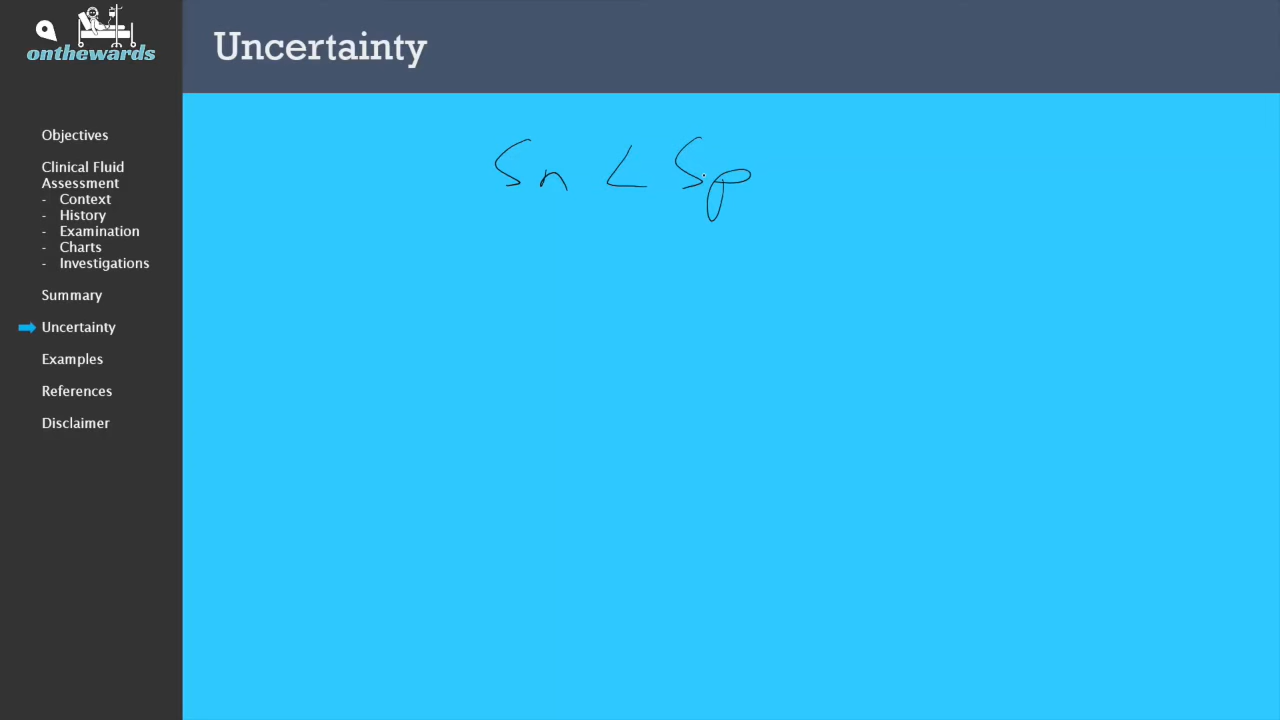 onthewards
Uncertainty
Objectives
Clinical Fluid
Assessment
- Context
- History
- Examination
- Charts
- Investigations
Summary
Uncertainty
Examples
References
Disclaimer
Sn < Sp